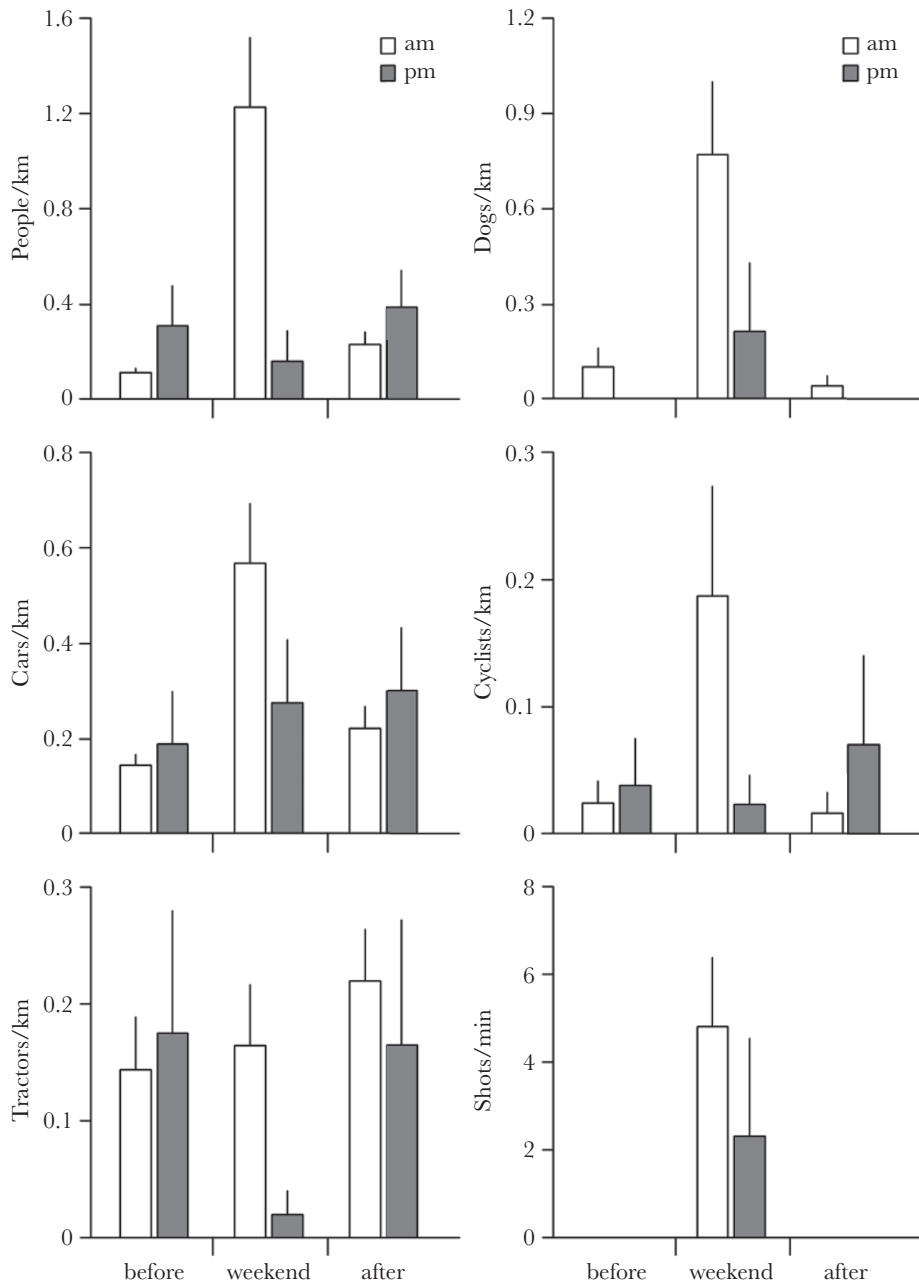 1.6
1.2
0.8
0.4
0
People/km
am
pm
1.2
0.9
0.6
0.3
0
Dogs/km
am
pm
0.8
0.6
0.4
0.2
0
Cars/km
0.3
0.2
0.1
0
Cyclists/km
0.3
0.2
0.1
0
Tractors/km
before weekend after
8
6
4
2
0
Shots/min
before weekend after